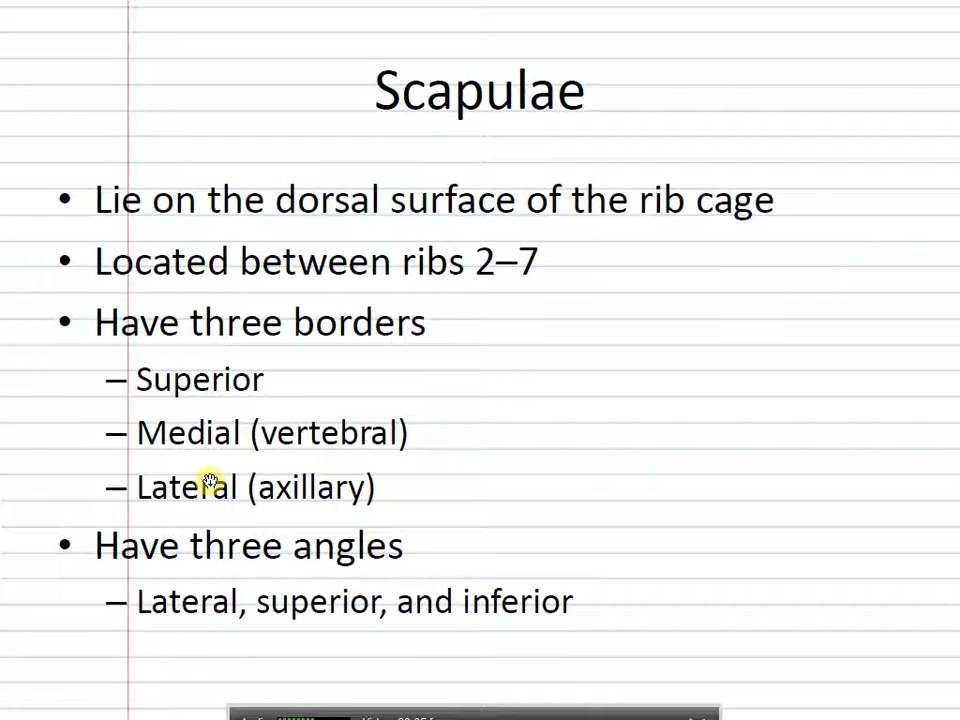 Scapulae
• Lie on the dorsal surface of the rib cage
• Located between ribs 2–7
• Have three borders
– Superior
– Medial (vertebral)
– Lateral (axillary)
• Have three angles
– Lateral, superior, and inferior